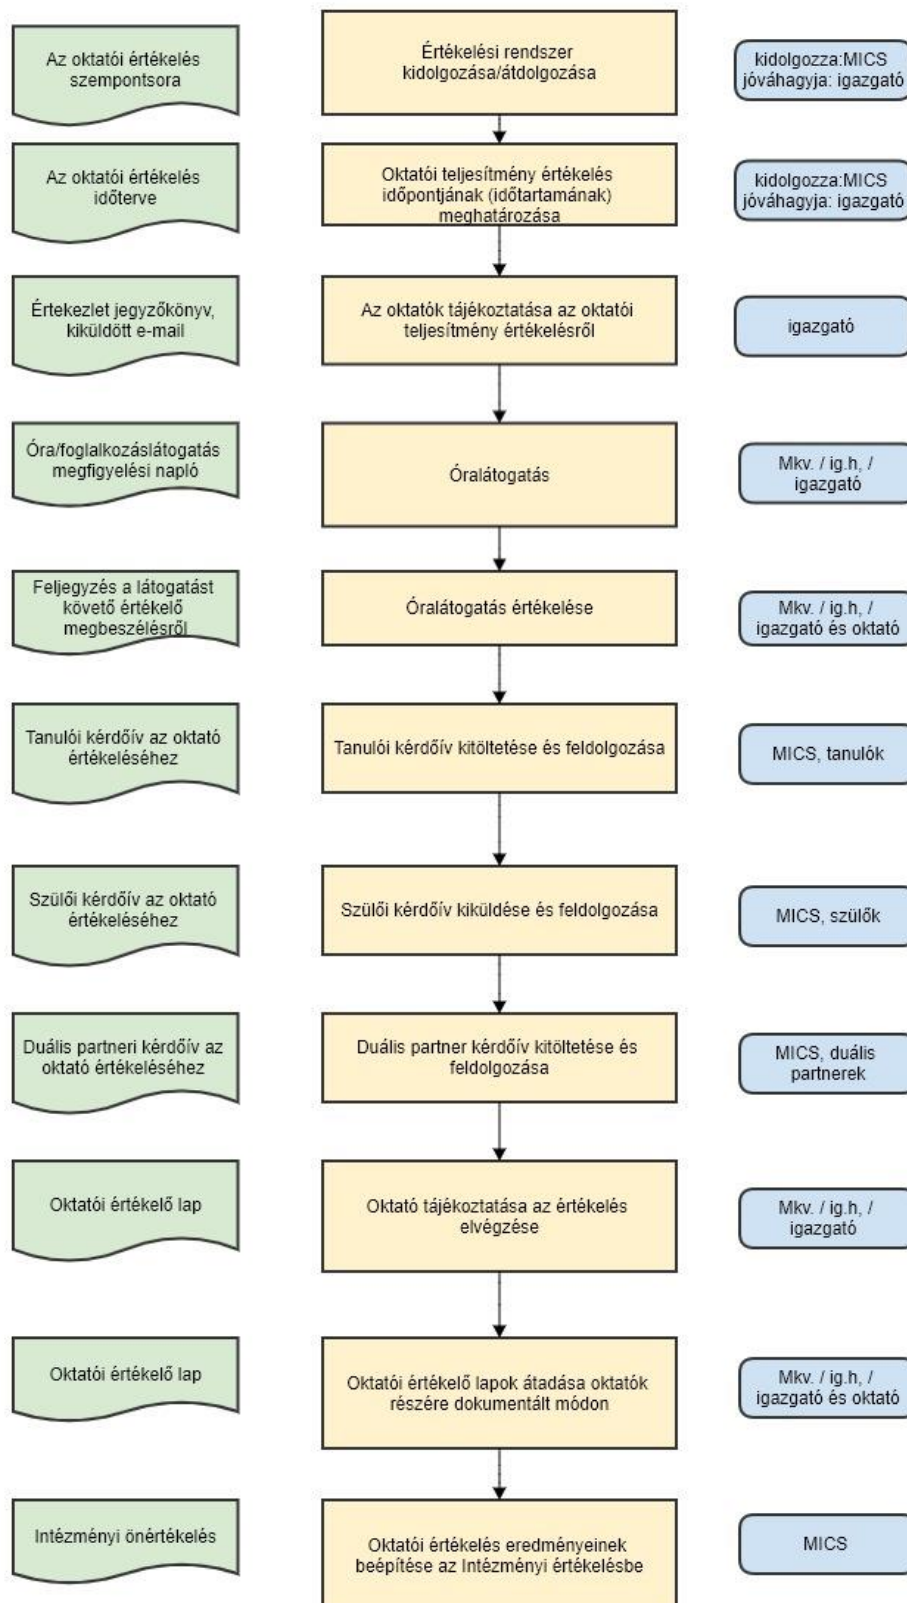 Az oktatói értékelés
szempontsora
Értékelési rendszer
kidolgozása/átdolgozása
kidolgozza:MICS
jóváhagyja: igazgató
Az oktatói értékelés
időterve
Oktatói teljesítmény értékelés
időpontjának (időtartamának)
meghatározása
kidolgozza:MICS
jóváhagyja: igazgató
Értekezlet jegyzőkönyv,
kiküldött e-mail
Az oktatók tájékoztatása az oktatói
teljesítmény értékelésről
igazgató
Óra/foglalkozáslátogatás
megfigyelési napló
Óralátogatás
Mkv. / ig.h, /
igazgató
Feljegyzés a látogatást
követő értékelő
megbeszélésről
Óralátogatás értékelése
Mkv. / ig.h, /
igazgató és oktató
Tanulói kérdőív az oktató
értékeléséhez
Tanulói kérdőív kitöltetése és feldolgozása
MICS, tanulók
Szülői kérdőív az oktató
értékeléséhez
Szülői kérdőív kiküldése és feldolgozása
MICS, szülők
Duális partneri kérdőív az
oktató értékeléséhez
Duális partner kérdőív kitöltetése és
feldolgozása
MICS, duális
partnerek
Oktatói értékelő lap
Oktató tájékoztatása az értékelés
elvégzése
Mkv. / ig.h, /
igazgató
Oktatói értékelő lap
Oktatói értékelő lapok átadása oktatók
részére dokumentált módon
Mkv. / ig.h, /
igazgató és oktató
Intézményi önértékelés
Oktatói értékelés eredményeinek
beépítése az Intézményi értékelésbe
MICS